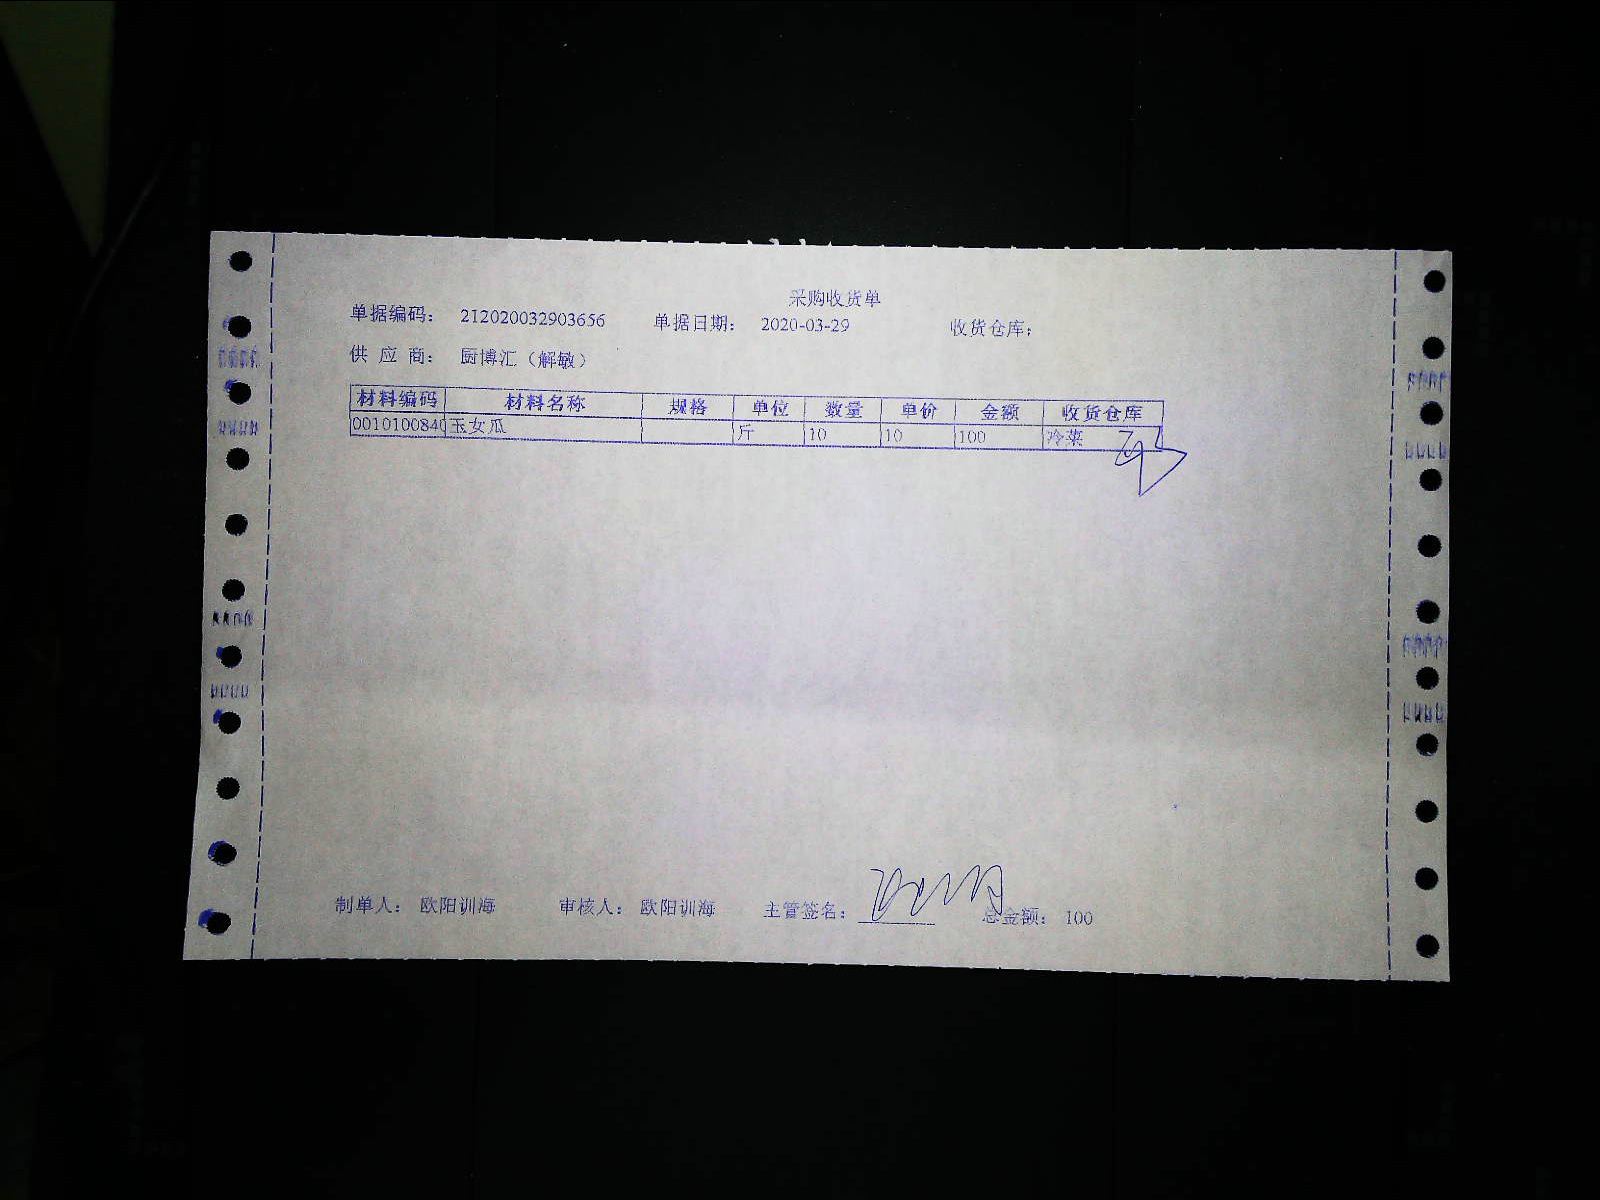 采购收货单
单据编码： 212020032903656 单据日期： 2020-03-29 收货仓库：
供 应 商： 厨博汇（解敏）
材料编码 材料名称 规格 单位 数量 单价 金额 收货仓库
0010100840 玉女瓜 斤 10 10 100 冷菜
制单人： 欧阳训海 审核人： 欧阳训海 主管签名： 总金额： 100